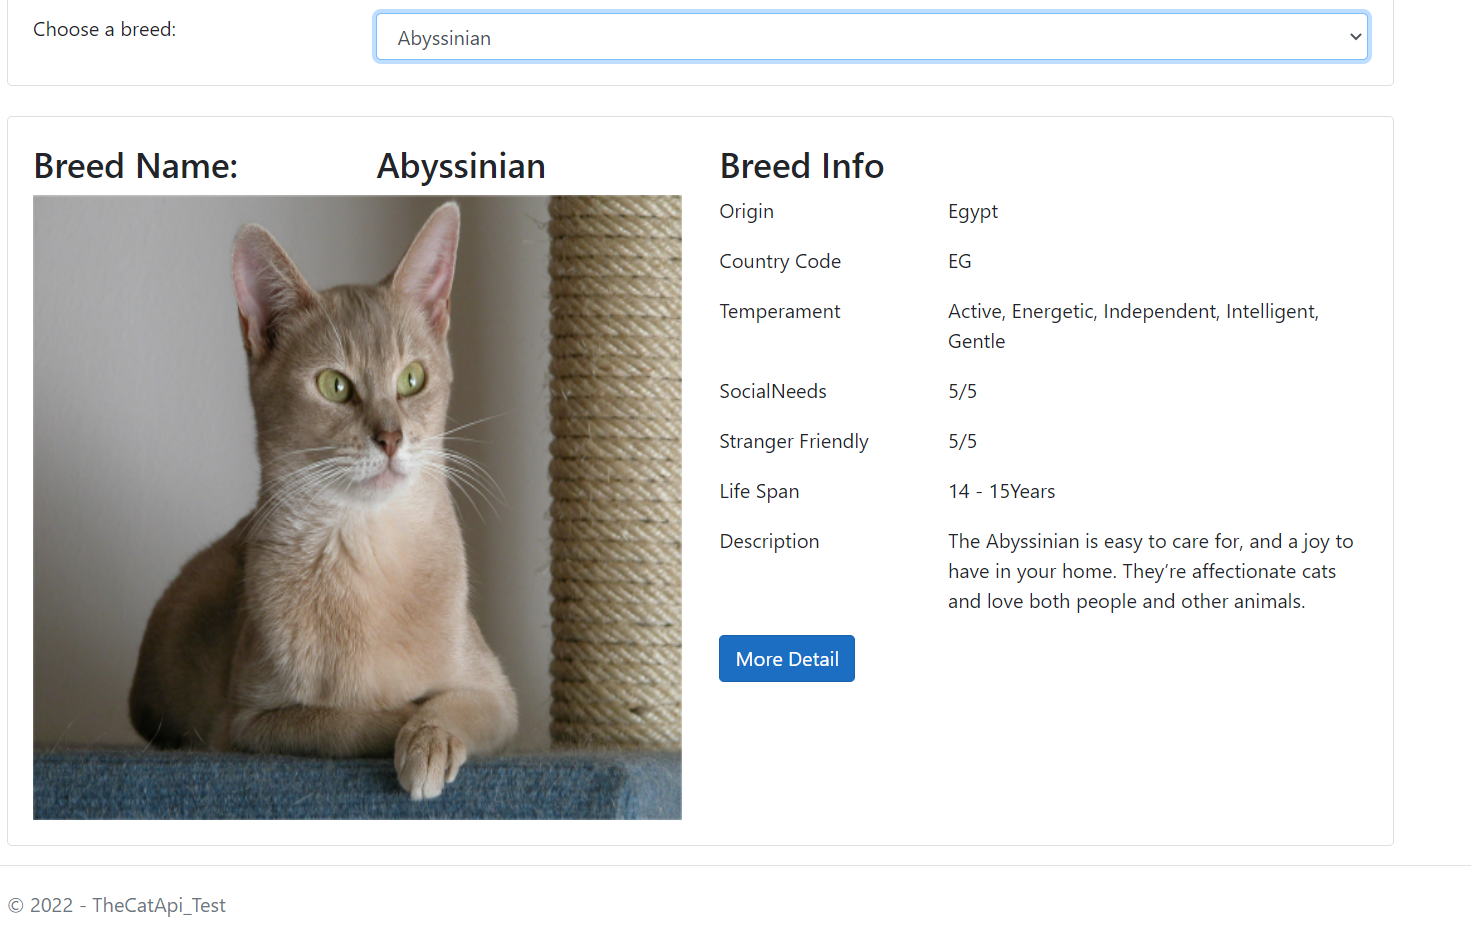 Choose a breed:
Abyssinian
Breed Name:
Abyssinian
Breed Info
Origin
Egypt
Country Code
EG
Temperament
Active, Energetic, Independent, Intelligent,
Gentle
SocialNeeds
5/5
Stranger Friendly
5/5
Life Span
14 - 15Years
Description
The Abyssinian is easy to care for, and a joy to
have in your home. They’re affectionate cats
and love both people and other animals.
More Detail
© 2022 - TheCatApi_Test